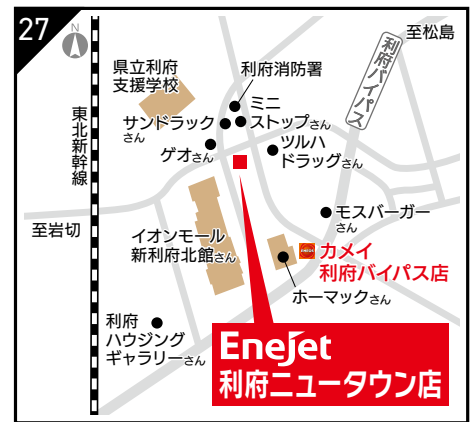 27
N
至松島
利府バイパス
県立利府
支援学校
利府消防署
ミニ
ストップさん
サンドラック
さん
ゲオさん
ツルハ
ドラッグさん
東北新幹線
至岩切
イオンモール
新利府北館さん
モスバーガー
さん
カメイ
利府バイパス店
ホーマックさん
利府
ハウジング
ギャラリーさん
EneJet
利府ニュータウン店